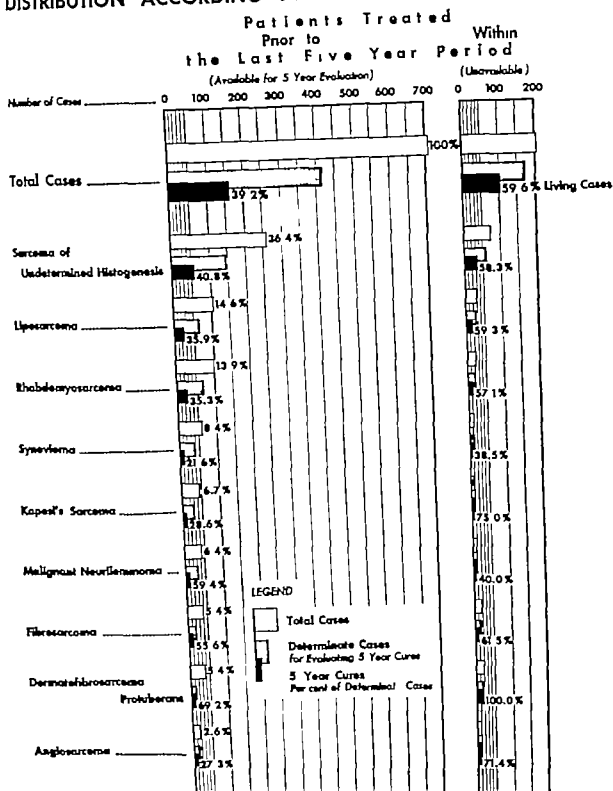 DISTRIBUTION ACCORDING
Patients Treated
Prior to Within
the Last Five Year Period
(Available for 5 Year Evaluation) (Unavailable)
Number of Cases 0 100 200 300 400 500 600 700 0 100 200
100%
Total Cases
39 2% 59 6% Living Cases
36 4%
Sarcoma of
Undetermined Histogenesis 40.8% 58.3%
14 6%
Liposarcoma 35.9% 59.3%
13 9%
Rhabdomyosarcoma 35.3% 57 1%
8 4%
Synovioma 21 6% 38.5%
6.7%
Kaposi's Sarcoma 28.6% 75 0%
6 4%
Malignant Neurilemmoma 59 4% 40.0%
LEGEND
5 4%
Total Cases
Fibrosarcoma 55 6% 61.5%
Determinate Cases
for Evaluating 5 Year Cures
5 4%
5 Year Cures
Dermatofibrosarcoma
Per cent of Determinal Cases
Protuberans 69 2% 100.0%
2.6%
Angiosarcoma 27 3% 71.4%